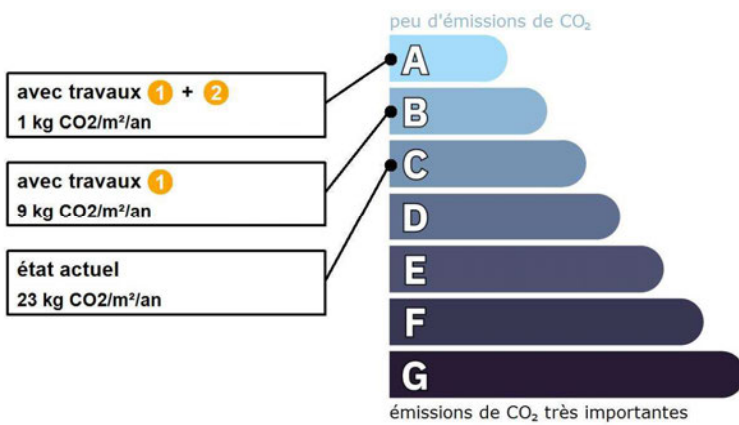 peu d'émissions de CO₂
A
avec travaux 1 + 2
1 kg CO2/m²/an
B
avec travaux 1
9 kg CO2/m²/an
C
D
état actuel
23 kg CO2/m²/an
E
F
G
émissions de CO₂ très importantes